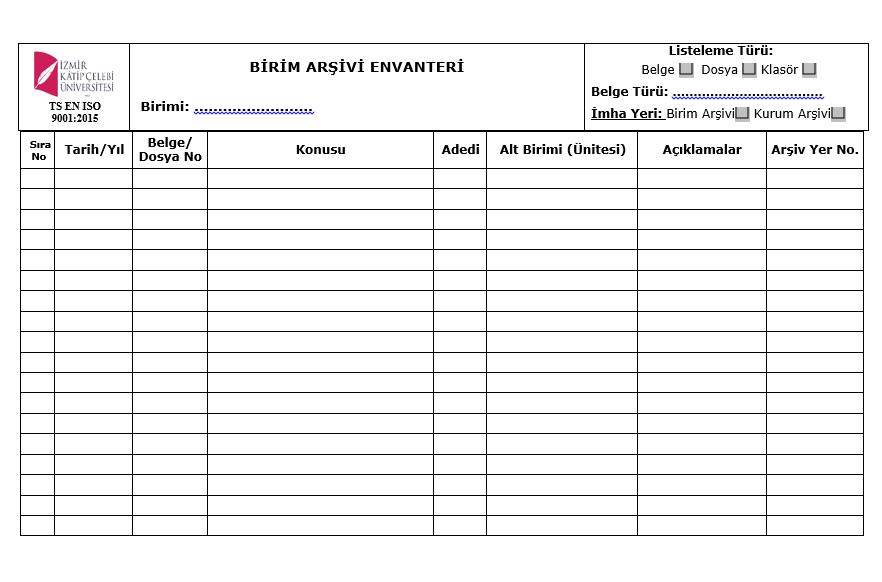 İZMİR
KÂTİP ÇELEBİ
ÜNİVERSİTESİ
TS EN ISO
9001:2015
BİRİM ARŞİVİ ENVANTERİ
Birimi: ..........................
Listeleme Türü:
Belge Dosya Klasör
Belge Türü: .................................
İmha Yeri: Birim Arşivi Kurum Arşivi
Sıra No Tarih/Yıl Belge/ Dosya No Konusu Adedi Alt Birimi (Ünitesi) Açıklamalar Arşiv Yer No.